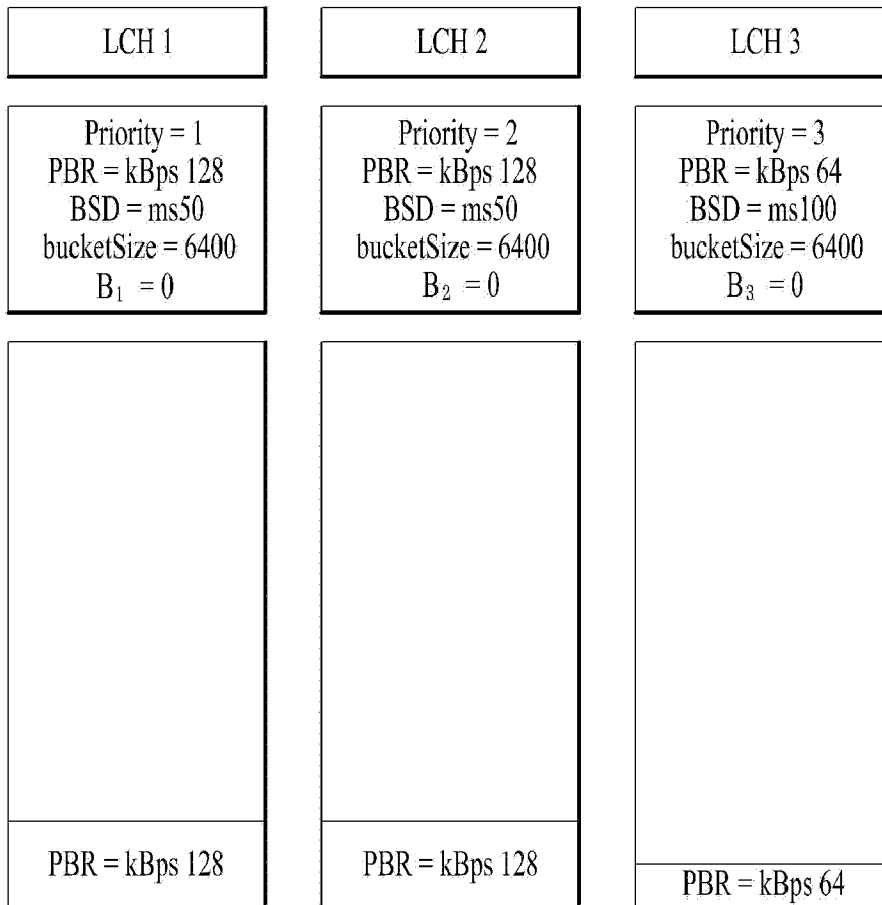 LCH 1
LCH 2
LCH 3
Priority = 1
PBR = kBps 128
BSD = ms50
bucketSize = 6400
B₁ = 0
Priority = 2
PBR = kBps 128
BSD = ms50
bucketSize = 6400
B₂ = 0
Priority = 3
PBR = kBps 64
BSD = ms100
bucketSize = 6400
B₃ = 0
PBR = kBps 128
PBR = kBps 128
PBR = kBps 64